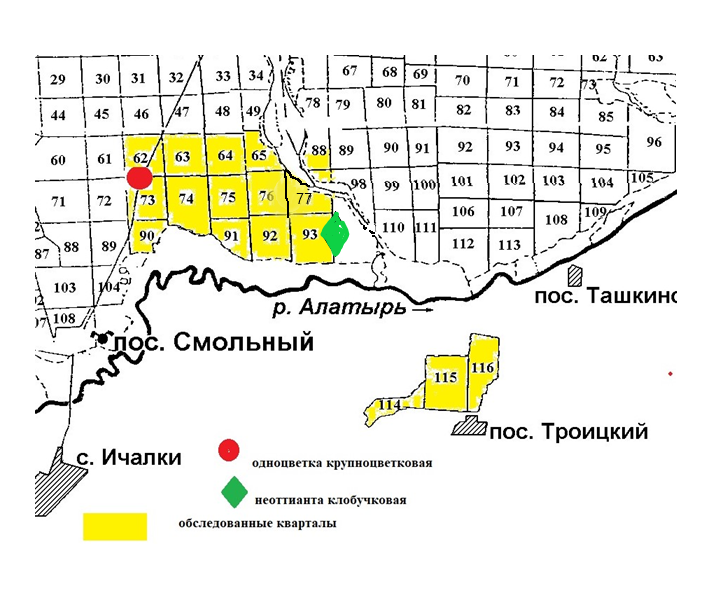 62 63
67 68 69
29 30 31 32 33 34 70 71 72 73
78 79 80 81 82 83 84 85
44 45 46 47 48 49
60 61 62 63 64 65 88 89 90 91 92 93 94 95 96
71 72 73 74 75 76 77 98 99 100 101 102 103 104 105
106 107 108 109
110 111 112 113
87 88 89 90 91 92 93
103 104
108
р. Алатырь →
пос. Ташкино
пос. Смольный
114 115 116
пос. Троицкий
с. Ичалки
одноцветка крупноцветковая
неоттианта клобучковая
обследованные кварталы